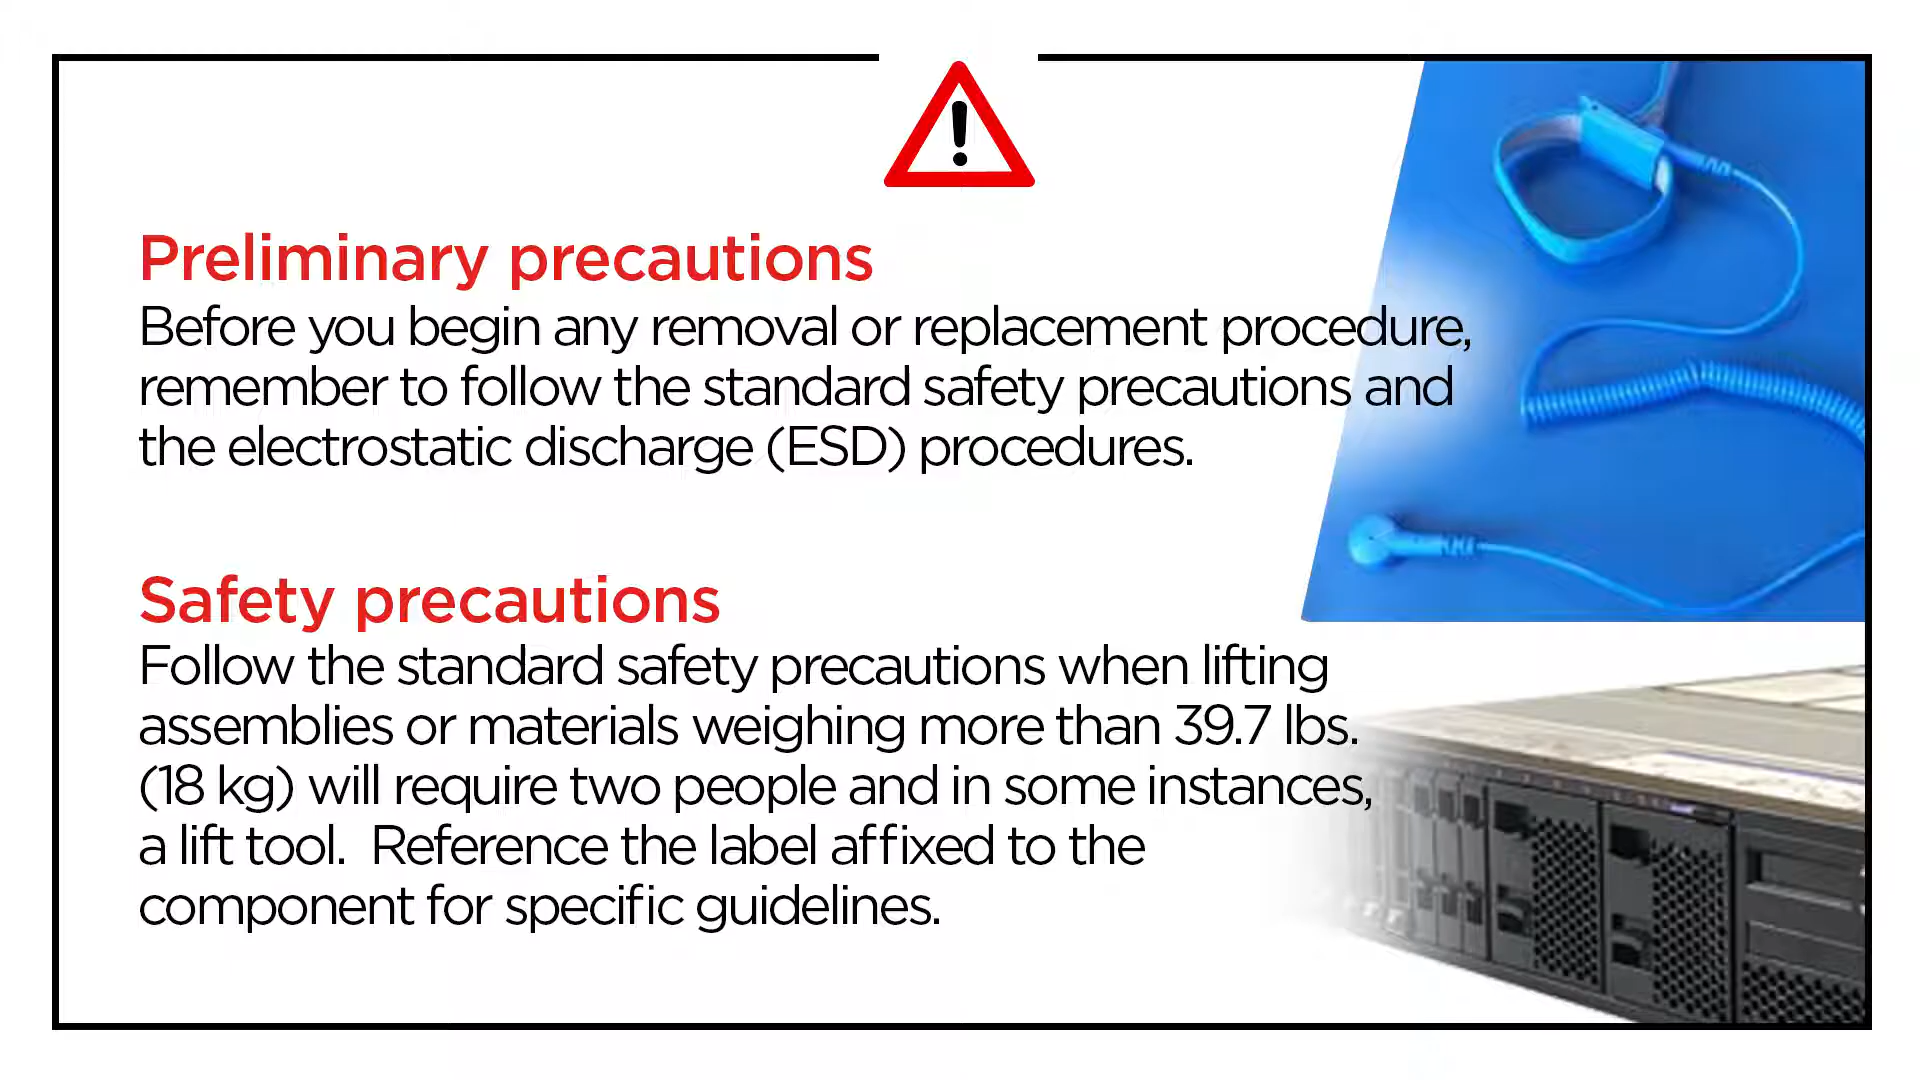 Preliminary precautions
Before you begin any removal or replacement procedure,
remember to follow the standard safety precautions and
the electrostatic discharge (ESD) procedures.
Safety precautions
Follow the standard safety precautions when lifting
assemblies or materials weighing more than 39.7 lbs.
(18 kg) will require two people and in some instances,
a lift tool.  Reference the label affixed to the
component for specific guidelines.